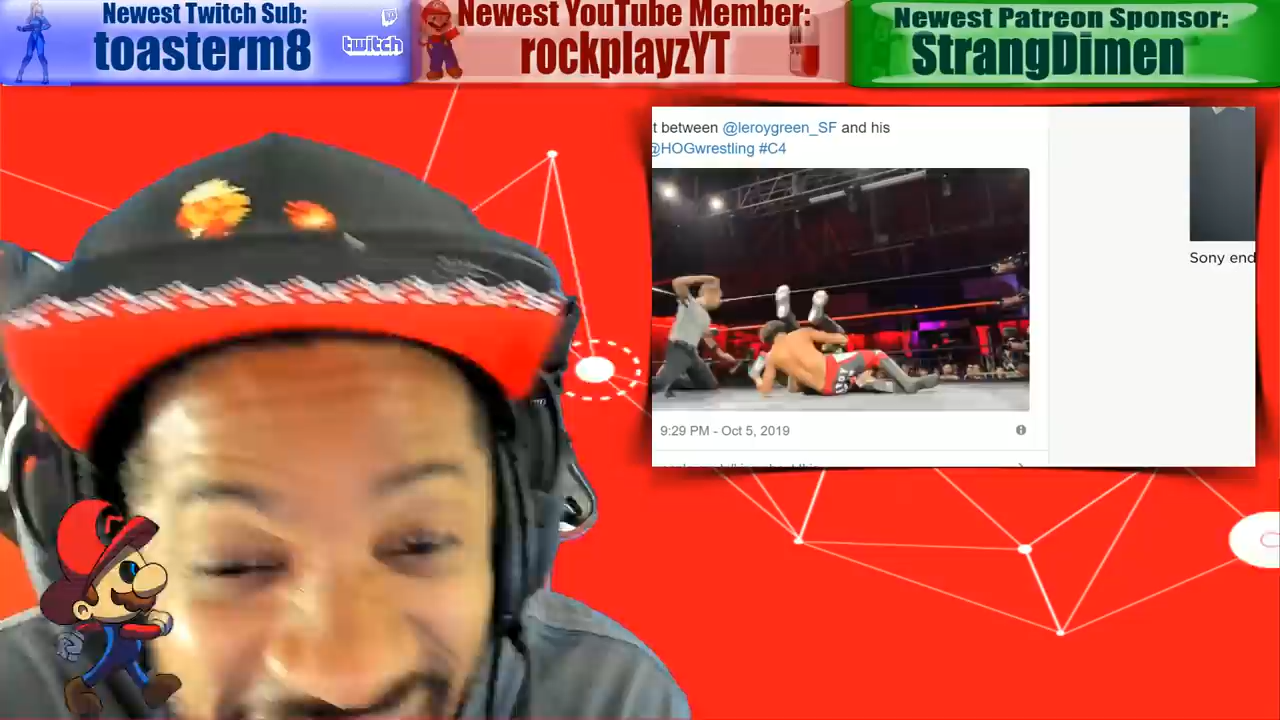 Newest Twitch Sub:
toasterm8
twitch
Newest YouTube Member:
rockplayzYT
Newest Patreon Sponsor:
StrangDimen
t between @leroygreen_SF and his
@HOGwrestling #C4
9:29 PM - Oct 5, 2019
Sony end